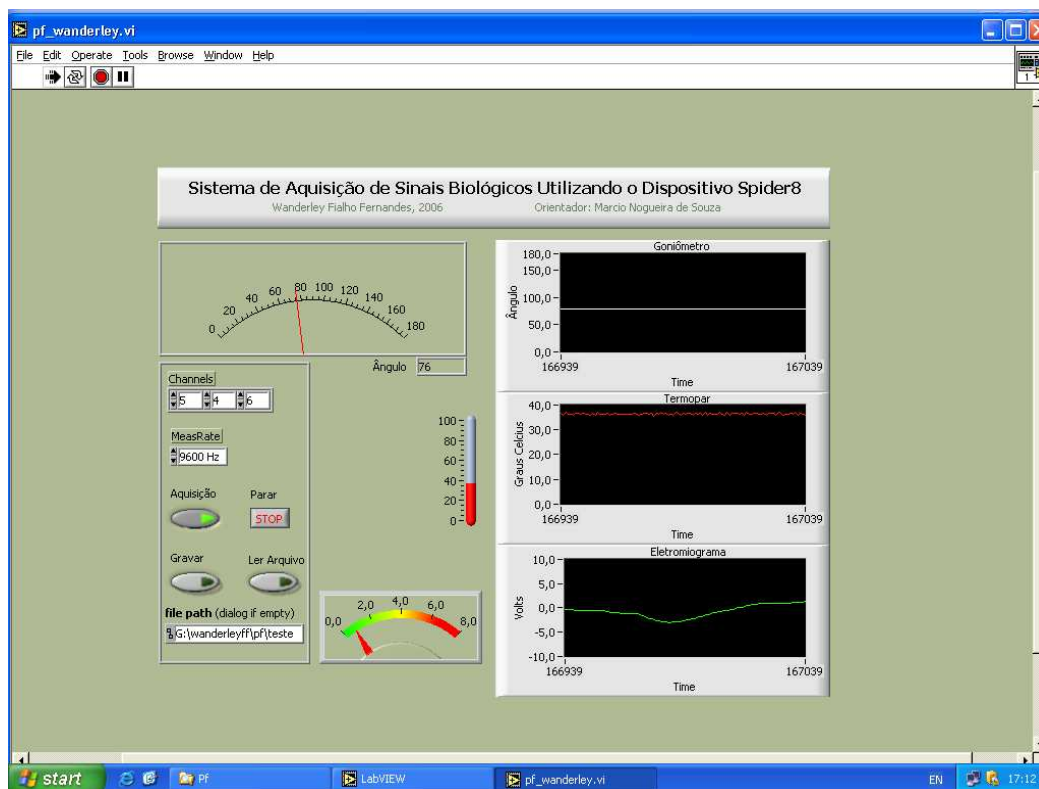 pf_wanderley.vi
File Edit Operate Tools Browse Window Help
1
Sistema de Aquisição de Sinais Biológicos Utilizando o Dispositivo Spider8
Wanderley Fialho Fernandes, 2006 Orientador: Marcio Nogueira de Souza
0 20 40 60 80 100 120 140 160 180
Ângulo 76
Channels
5 4 6
MeasRate
9600 Hz
Aquisição Parar
STOP
Gravar Ler Arquivo
file path (dialog if empty)
G:\wanderleyff\pf\teste
100
80
60
40
20
0
0,0 2,0 4,0 6,0 8,0
Goniômetro
Ângulo
180,0
150,0
100,0
50,0
0,0
166939 167039
Time
Termopar
Graus Celcius
40,0
30,0
20,0
10,0
0,0
166939 167039
Time
Eletromiograma
Volts
10,0
5,0
0,0
-5,0
-10,0
166939 167039
Time
start Pf LabVIEW pf_wanderley.vi EN 17:12